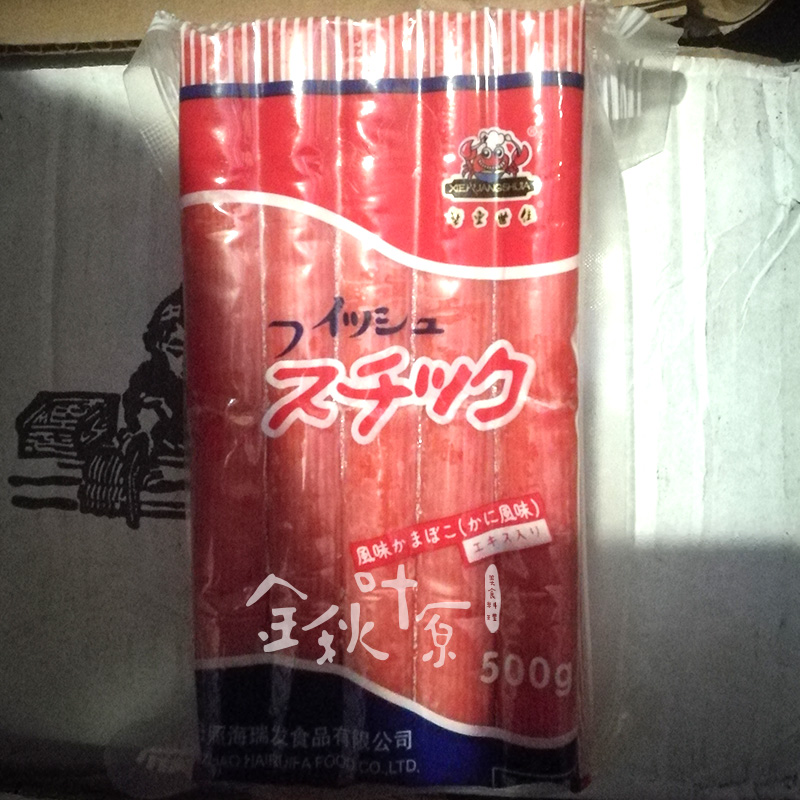 XIEHUANGSHIJIA
フィッシュ
スチック
風味かまぼこ(かに風味)
エキス入り
金秋叶原
美食料理
500g
海瑞发食品有限公司
HAIRUIFA FOOD CO.,LTD.